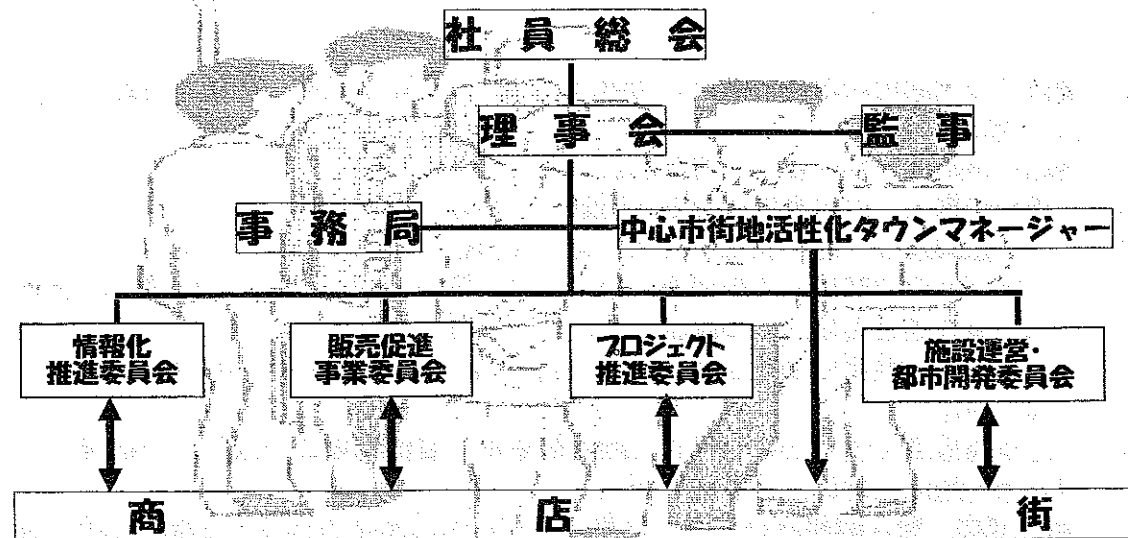 社員総会
理事会
監事
事務局
中心市街地活性化タウンマネージャー
情報化
推進委員会
販売促進
事業委員会
プロジェクト
推進委員会
施設運営・
都市開発委員会
商店街